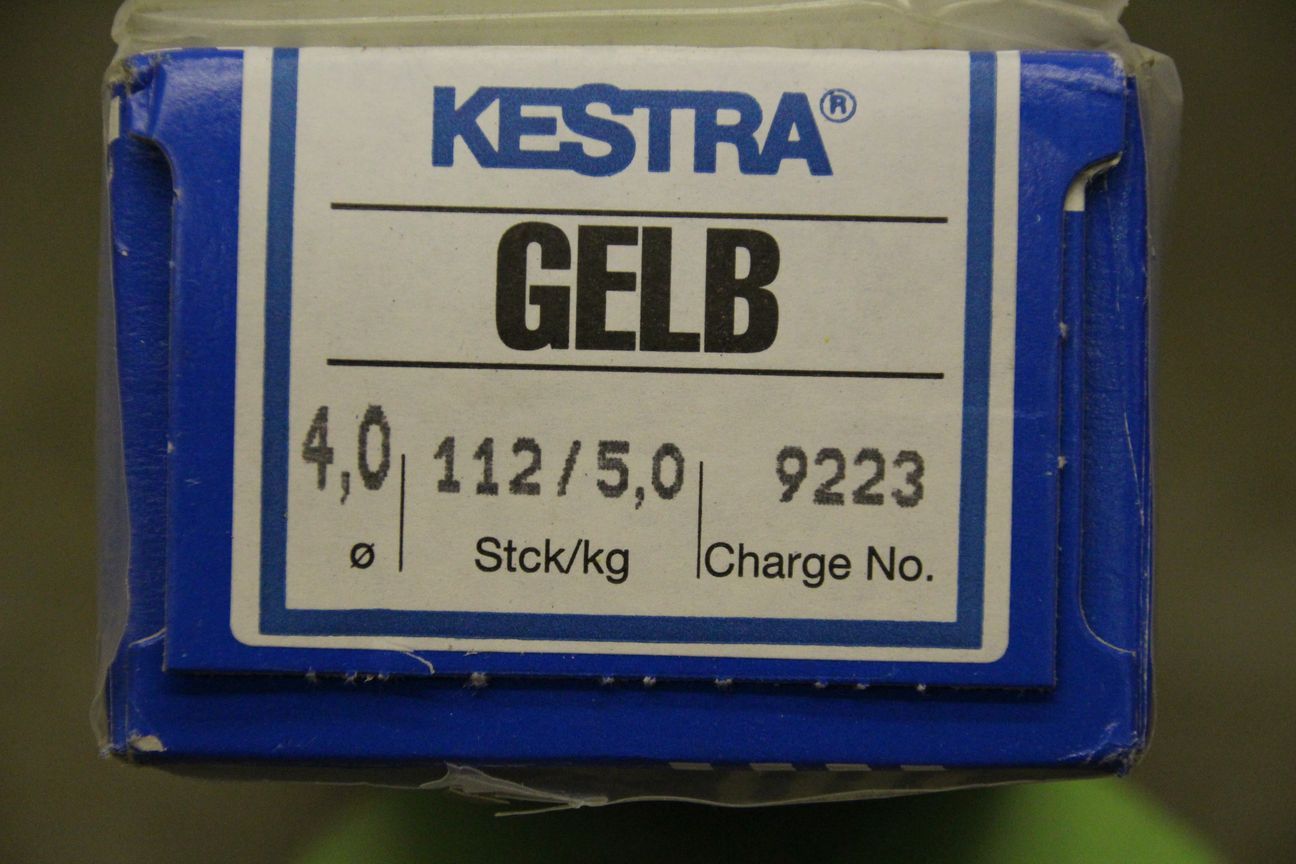 KESTRA®
GELB
4,0 112/5,0 9223
ø Stck/kg Charge No.